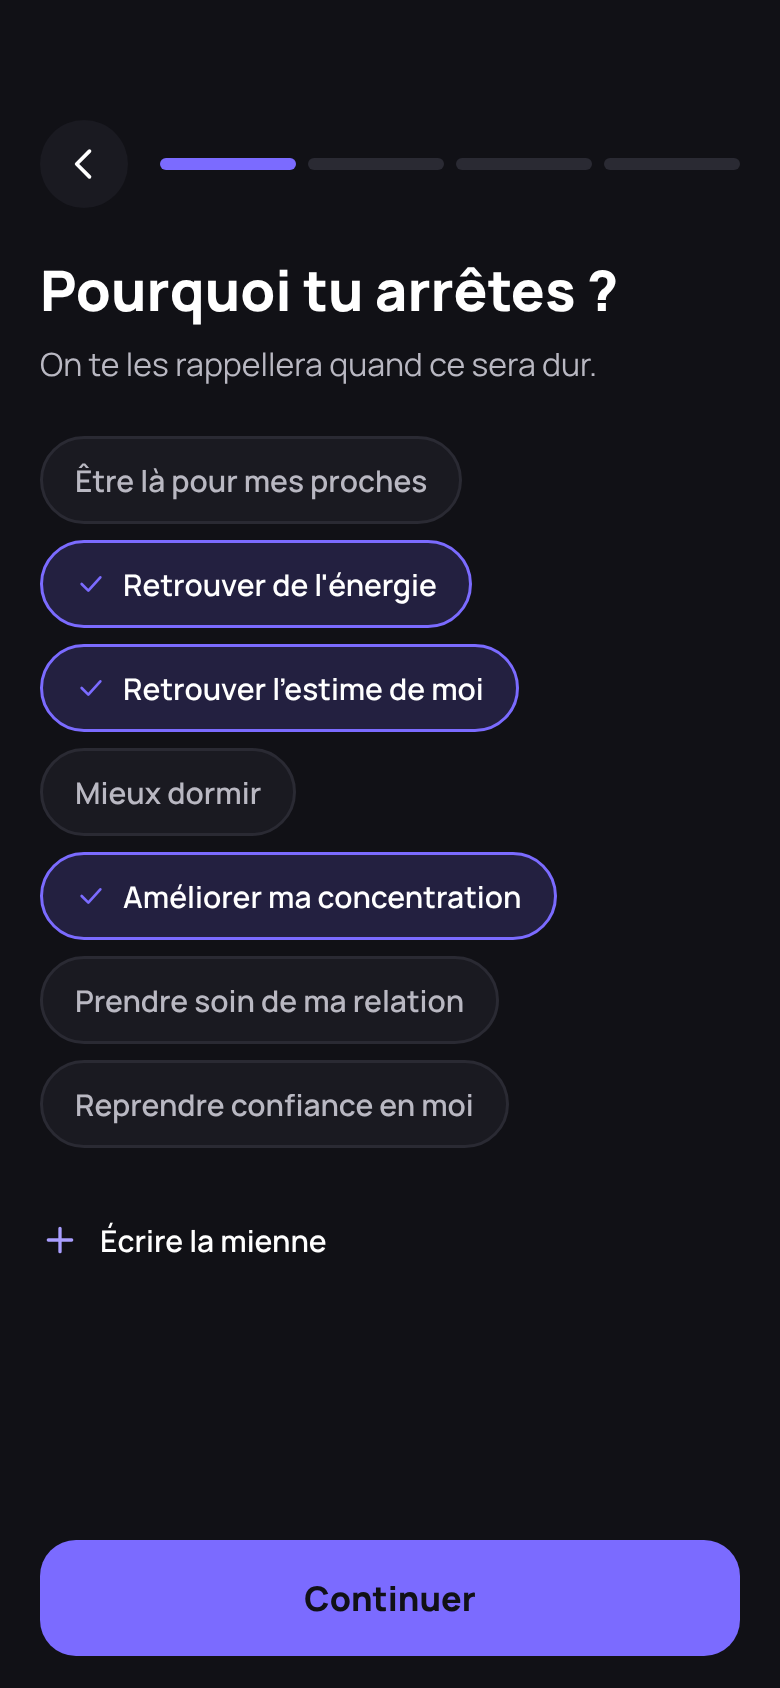 Pourquoi tu arrêtes ?
On te les rappellera quand ce sera dur.
Être là pour mes proches
Retrouver de l'énergie
Retrouver l’estime de moi
Mieux dormir
Améliorer ma concentration
Prendre soin de ma relation
Reprendre confiance en moi
Écrire la mienne
Continuer